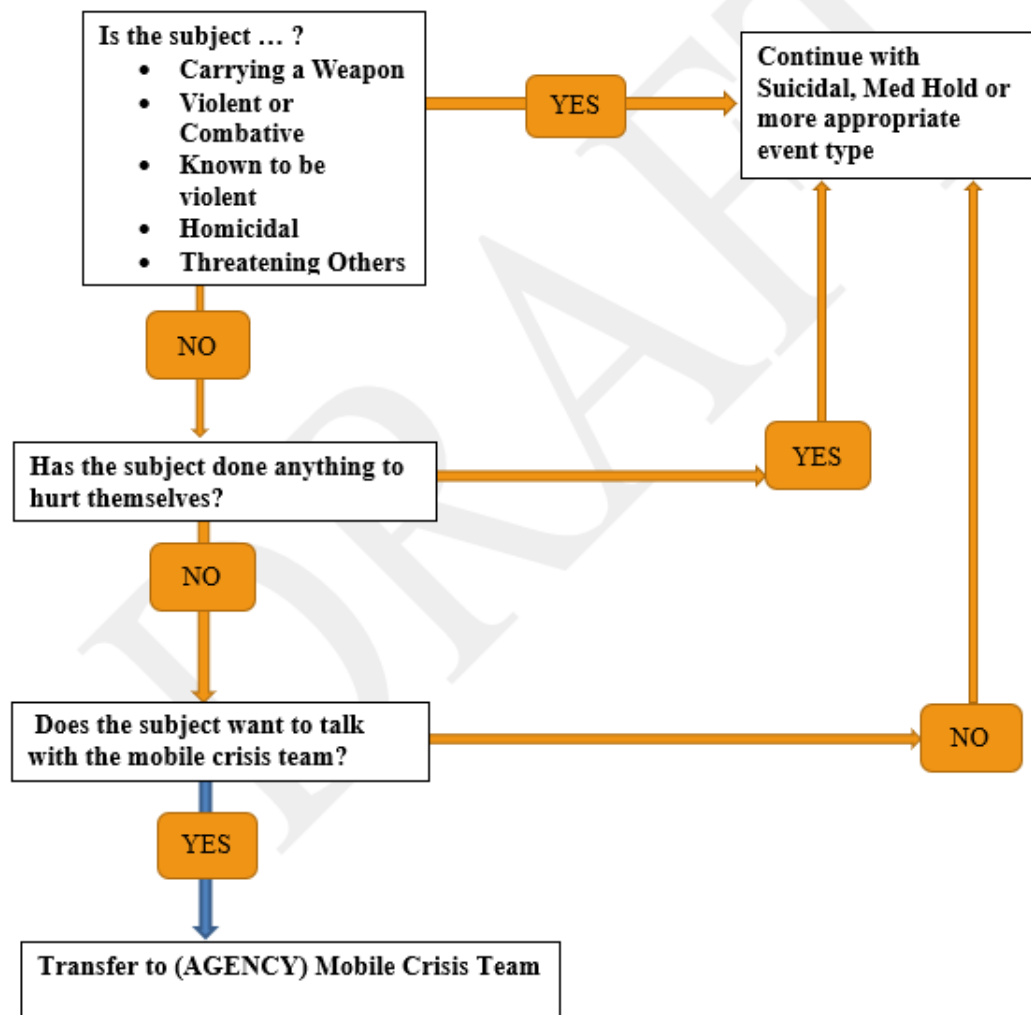 Is the subject … ?
• Carrying a Weapon
• Violent or
Combative
• Known to be
violent
• Homicidal
• Threatening Others
YES
Continue with
Suicidal, Med Hold or
more appropriate
event type
NO
Has the subject done anything to
hurt themselves?
YES
NO
Does the subject want to talk
with the mobile crisis team?
NO
YES
Transfer to (AGENCY) Mobile Crisis Team
DRAFT